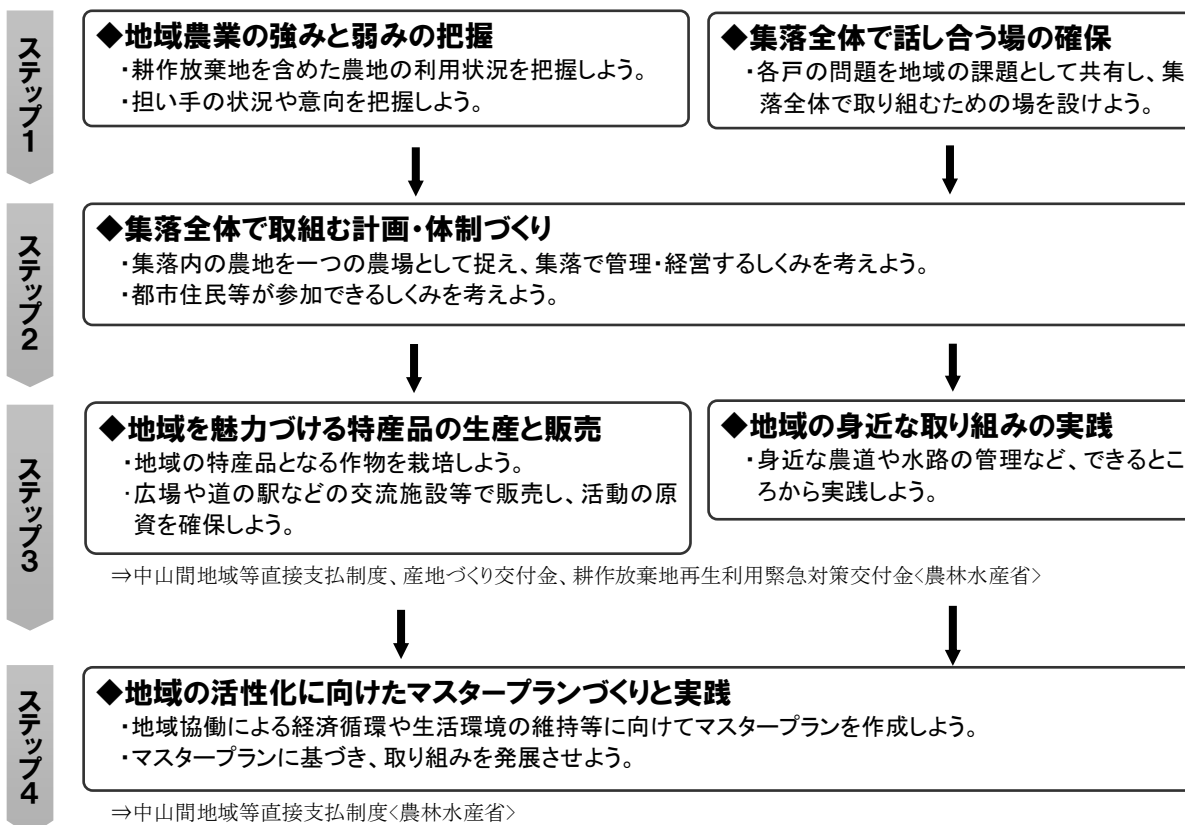 ステップ1
◆地域農業の強みと弱みの把握
・耕作放棄地を含めた農地の利用状況を把握しよう。
・担い手の状況や意向を把握しよう。
◆集落全体で話し合う場の確保
・各戸の問題を地域の課題として共有し、集
落全体で取り組むための場を設けよう。
ステップ2
◆集落全体で取組む計画・体制づくり
・集落内の農地を一つの農場として捉え、集落で管理・経営するしくみを考えよう。
・都市住民等が参加できるしくみを考えよう。
ステップ3
◆地域を魅力づける特産品の生産と販売
・地域の特産品となる作物を栽培しよう。
・広場や道の駅などの交流施設等で販売し、活動の原
資を確保しよう。
◆地域の身近な取り組みの実践
・身近な農道や水路の管理など、できるとこ
ろから実践しよう。
⇒中山間地域等直接支払制度、産地づくり交付金、耕作放棄地再生利用緊急対策交付金<農林水産省>
ステップ4
◆地域の活性化に向けたマスタープランづくりと実践
・地域協働による経済循環や生活環境の維持等に向けてマスタープランを作成しよう。
・マスタープランに基づき、取り組みを発展させよう。
⇒中山間地域等直接支払制度<農林水産省>